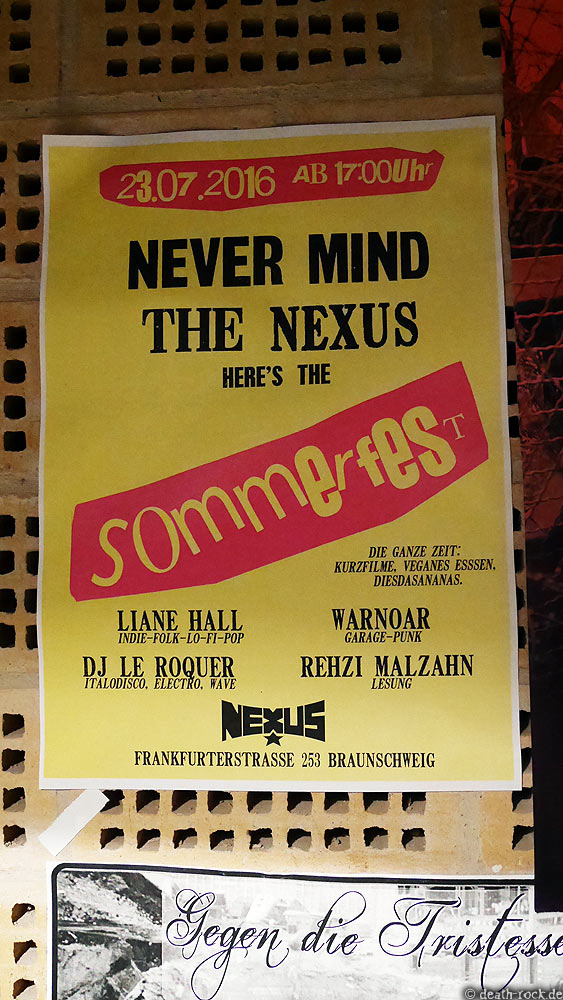 23.07.2016 AB 17:00Uhr
NEVER MIND
THE NEXUS
HERE'S THE
sommerfesT
DIE GANZE ZEIT:
KURZFILME, VEGANES ESSSEN.
DIESDASANANAS.
LIANE HALL
INDIE-FOLK-LO-FI-POP
WARNOAR
GARAGE-PUNK
DJ LE ROQUER
ITALODISCO, ELECTRO, WAVE
REHZI MALZAHN
LESUNG
NEXUS
FRANKFURTERSTRASSE 253 BRAUNSCHWEIG
Gegen die Tristesse
© death-rock.de